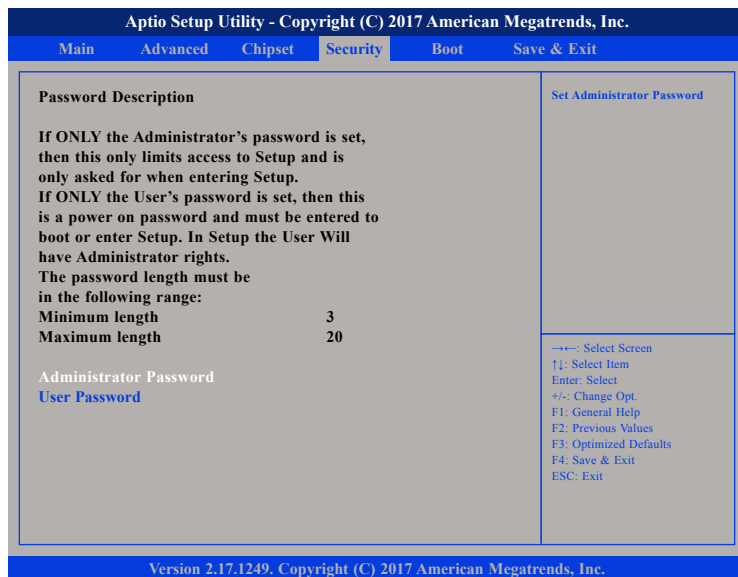 Aptio Setup Utility - Copyright (C) 2017 American Megatrends, Inc.
Main Advanced Chipset Security Boot Save & Exit
Password Description
If ONLY the Administrator's password is set,
then this only limits access to Setup and is
only asked for when entering Setup.
If ONLY the User's password is set, then this
is a power on password and must be entered to
boot or enter Setup. In Setup the User Will
have Administrator rights.
The password length must be
in the following range:
Minimum length 3
Maximum length 20
Administrator Password
User Password
Set Administrator Password
→←: Select Screen
↑↓: Select Item
Enter: Select
+/-: Change Opt.
F1: General Help
F2: Previous Values
F3: Optimized Defaults
F4: Save & Exit
ESC: Exit
Version 2.17.1249. Copyright (C) 2017 American Megatrends, Inc.